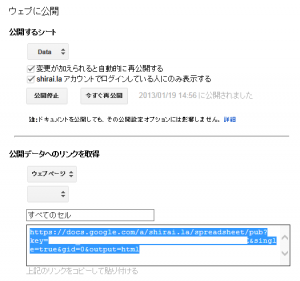 ウェブに公開
公開するシート
Data
変更が加えられると自動的に再公開する
shirai.la アカウントでログインしている人にのみ表示する
公開停止 今すぐ再公開 2013/01/19 14:56 に公開されました
注: ドキュメントを公開しても、その公開設定オプションには影響しません。 詳細
公開データへのリンクを取得
ウェブページ
すべてのセル
https://docs.google.com/a/shirai.la/spreadsheet/pub?
key= &singl
e=true&gid=0&output=html
上記のリンクをコピーして貼り付ける